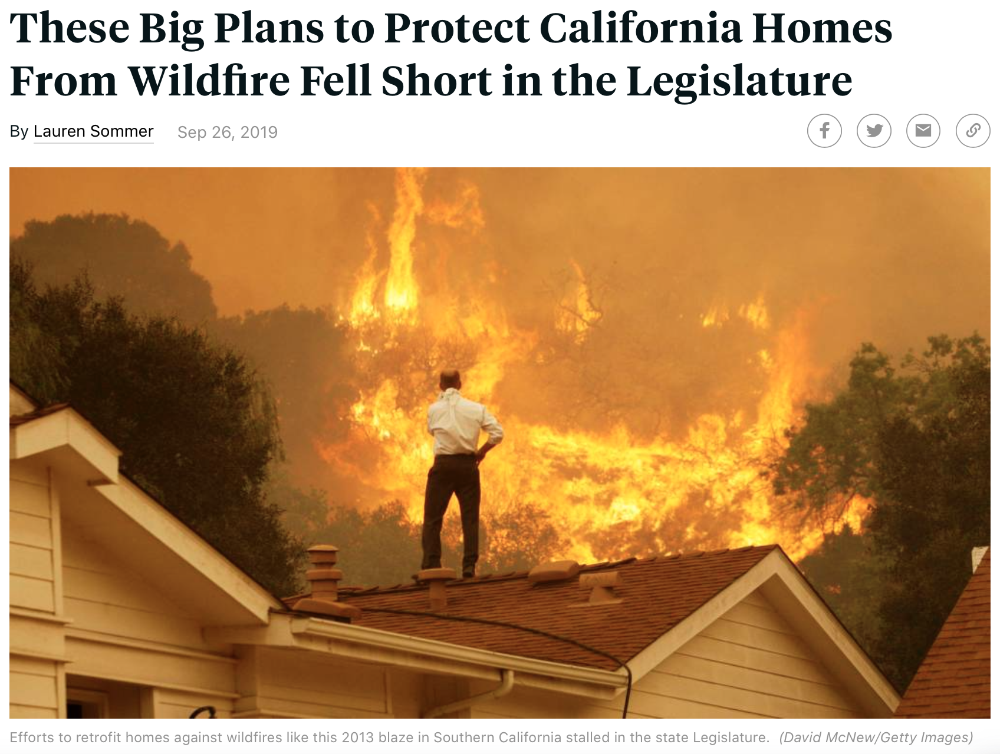 These Big Plans to Protect California Homes
From Wildfire Fell Short in the Legislature
By Lauren Sommer Sep 26, 2019
Efforts to retrofit homes against wildfires like this 2013 blaze in Southern California stalled in the state Legislature. (David McNew/Getty Images)